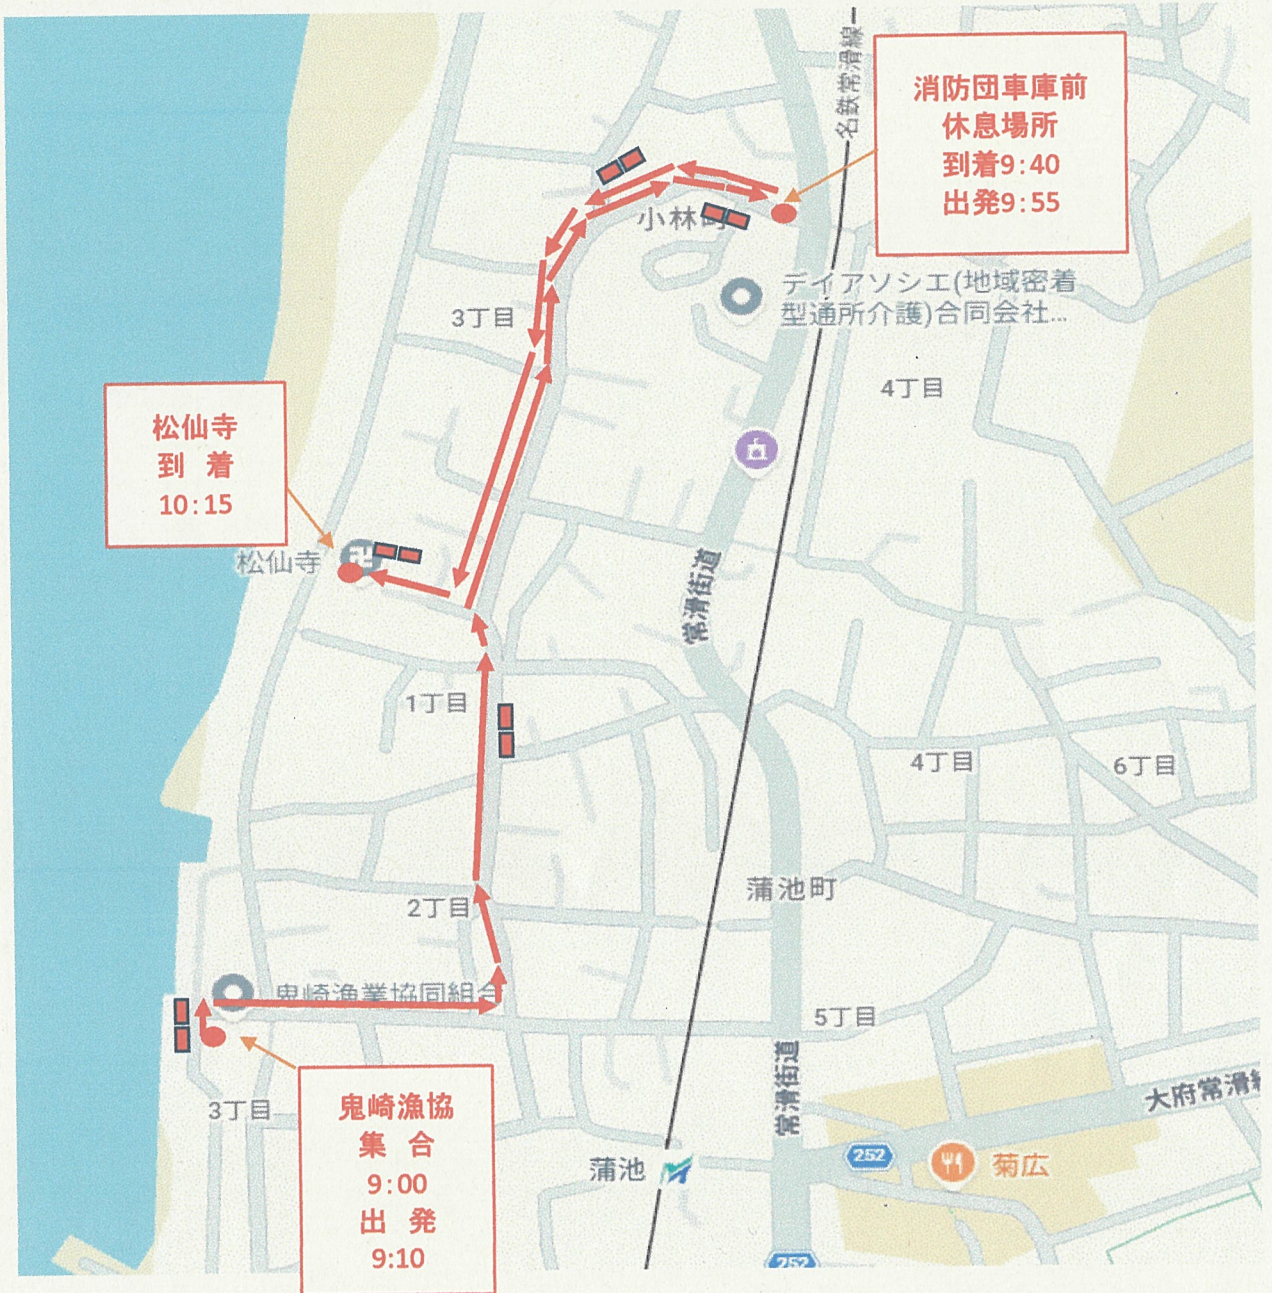 名鉄常滑線
消防団車庫前
休息場所
到着9:40
出発9:55
小林町
デイアソシエ(地域密着
型通所介護)合同会社...
3丁目
4丁目
松仙寺
到 着
10:15
松仙寺
常滑街道
1丁目
4丁目
6丁目
蒲池町
2丁目
鬼崎漁業協同組合
5丁目
常滑街道
大府常滑線
3丁目
鬼崎漁協
集 合
9:00
出 発
9:10
蒲池
252
菊広
252